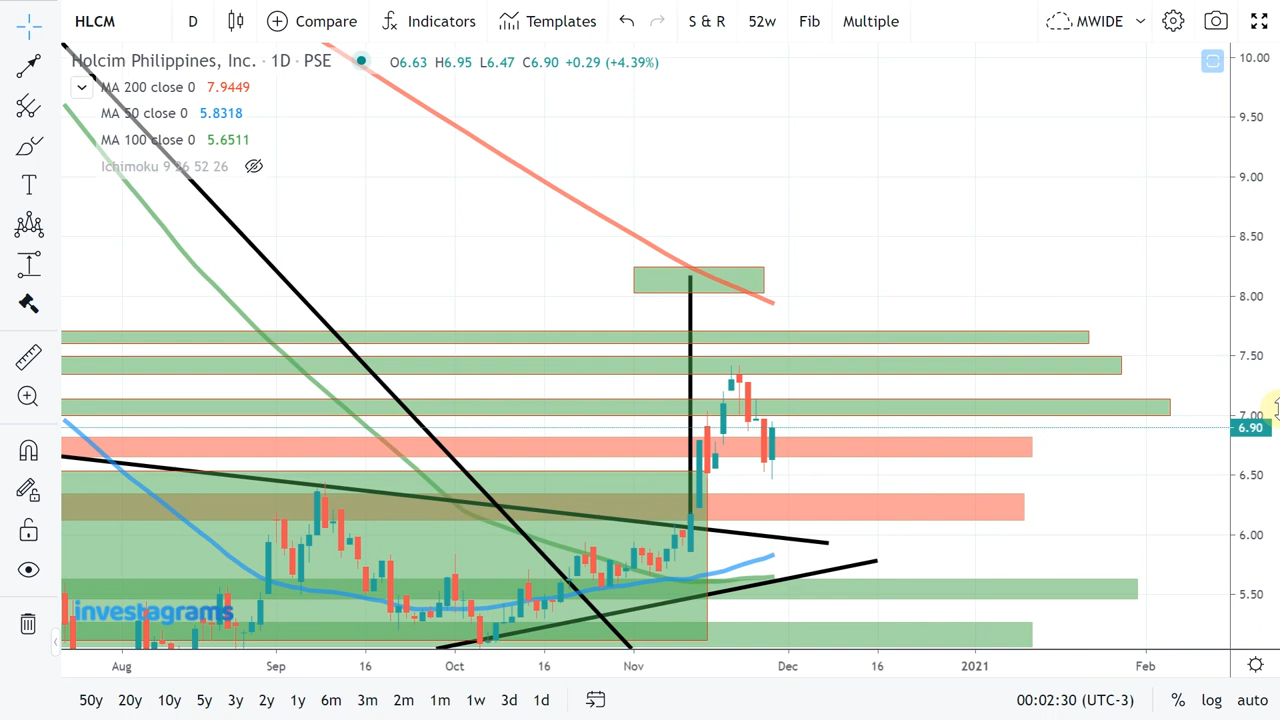 HLCM D Compare Indicators Templates S & R 52w Fib Multiple MWIDE
Holcim Philippines, Inc. · 1D · PSE O6.63 H6.95 L6.47 C6.90 +0.29 (+4.39%)
MA 200 close 0 7.9449
MA 50 close 0 5.8318
MA 100 close 0 5.6511
Ichimoku 9 26 52 26
10.00
9.50
9.00
8.50
8.00
7.50
7.00
6.90
6.50
6.00
5.50
investagrams
Aug Sep 16 Oct 16 Nov Dec 16 2021 Feb
50y 20y 10y 5y 3y 2y 1y 6m 3m 2m 1m 1w 3d 1d 00:02:30 (UTC-3) % log auto